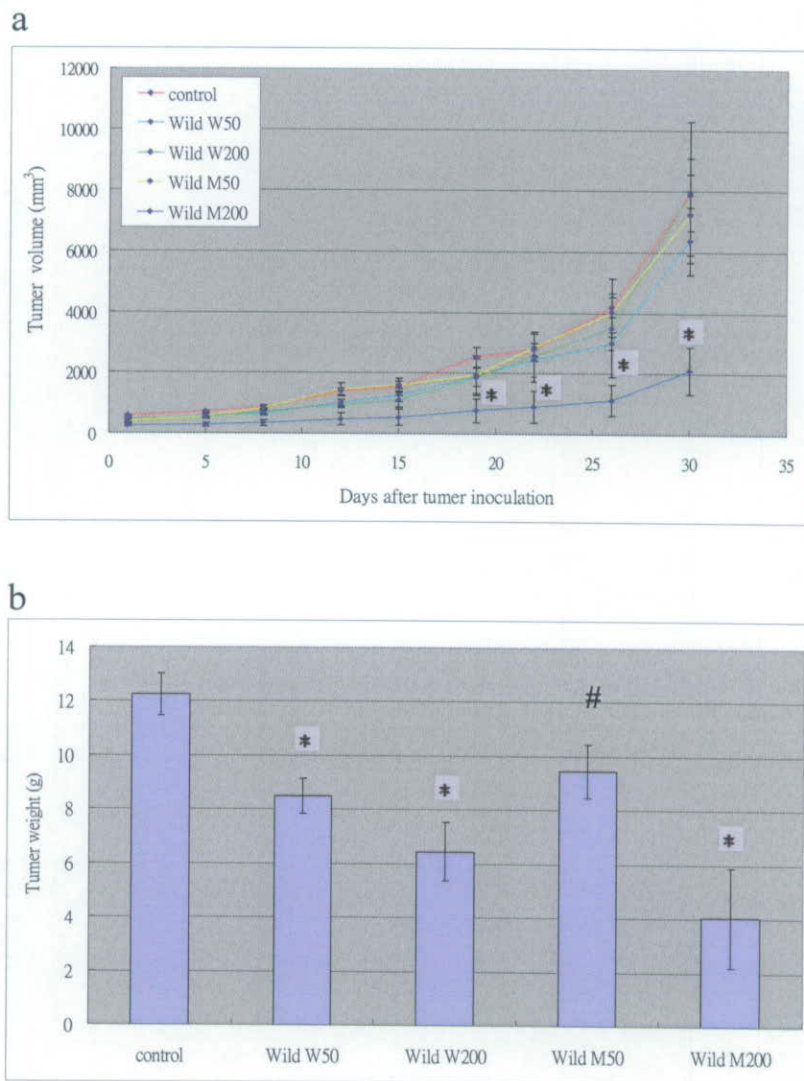 a
12000
10000
8000
6000
4000
2000
0
Tumer volume (mm³)
control
Wild W50
Wild W200
Wild M50
Wild M200
‡
‡
‡
‡
0 5 10 15 20 25 30 35
Days after tumer inoculation
b
14
12
10
8
6
4
2
0
Tumer weight (g)
‡
‡
#
‡
control Wild W50 Wild W200 Wild M50 Wild M200